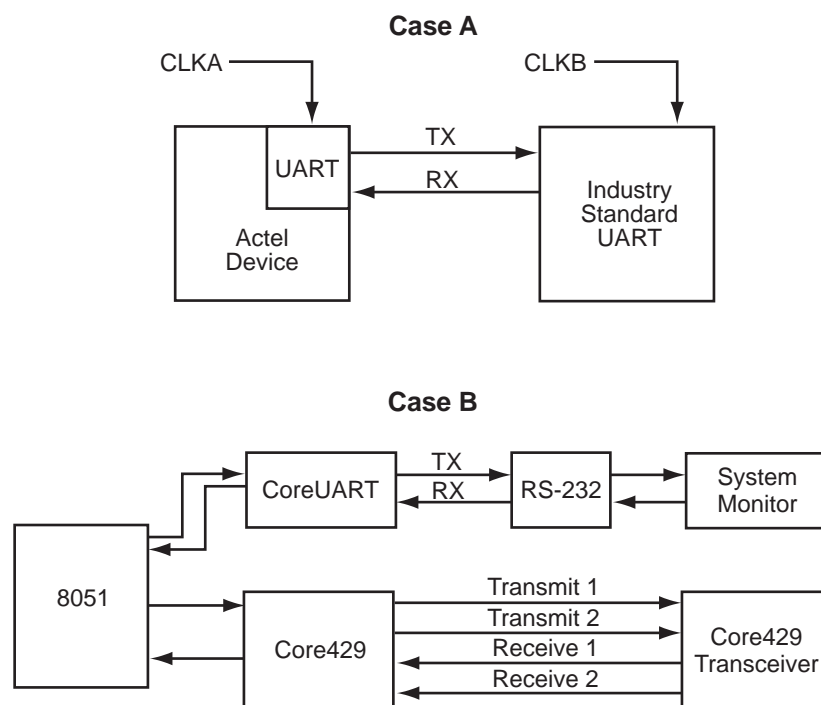 Case A
CLKA
CLKB
TX
UART
RX
Actel
Device
Industry
Standard
UART
Case B
TX
CoreUART
RX
RS-232
System
Monitor
8051
Transmit 1
Transmit 2
Core429
Receive 1
Receive 2
Core429
Transceiver